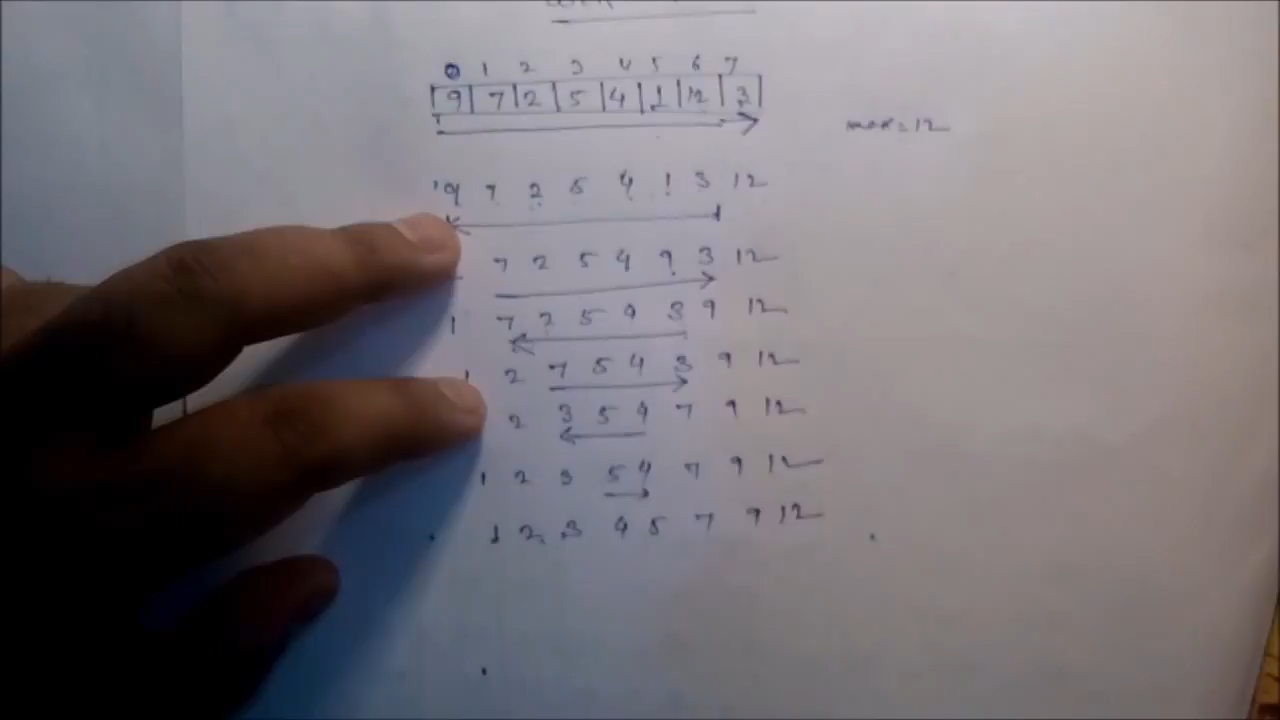 0 1 2 3 4 5 6 7
9 7 2 5 4 1 12 3
max = 12
9 7 2 5 4 1 3 12
7 2 5 4 9 3 12
1 7 2 5 4 3 9 12
1 2 7 5 4 3 9 12
2 3 5 4 7 9 12
1 2 3 5 4 7 9 12
1 2 3 4 5 7 9 12